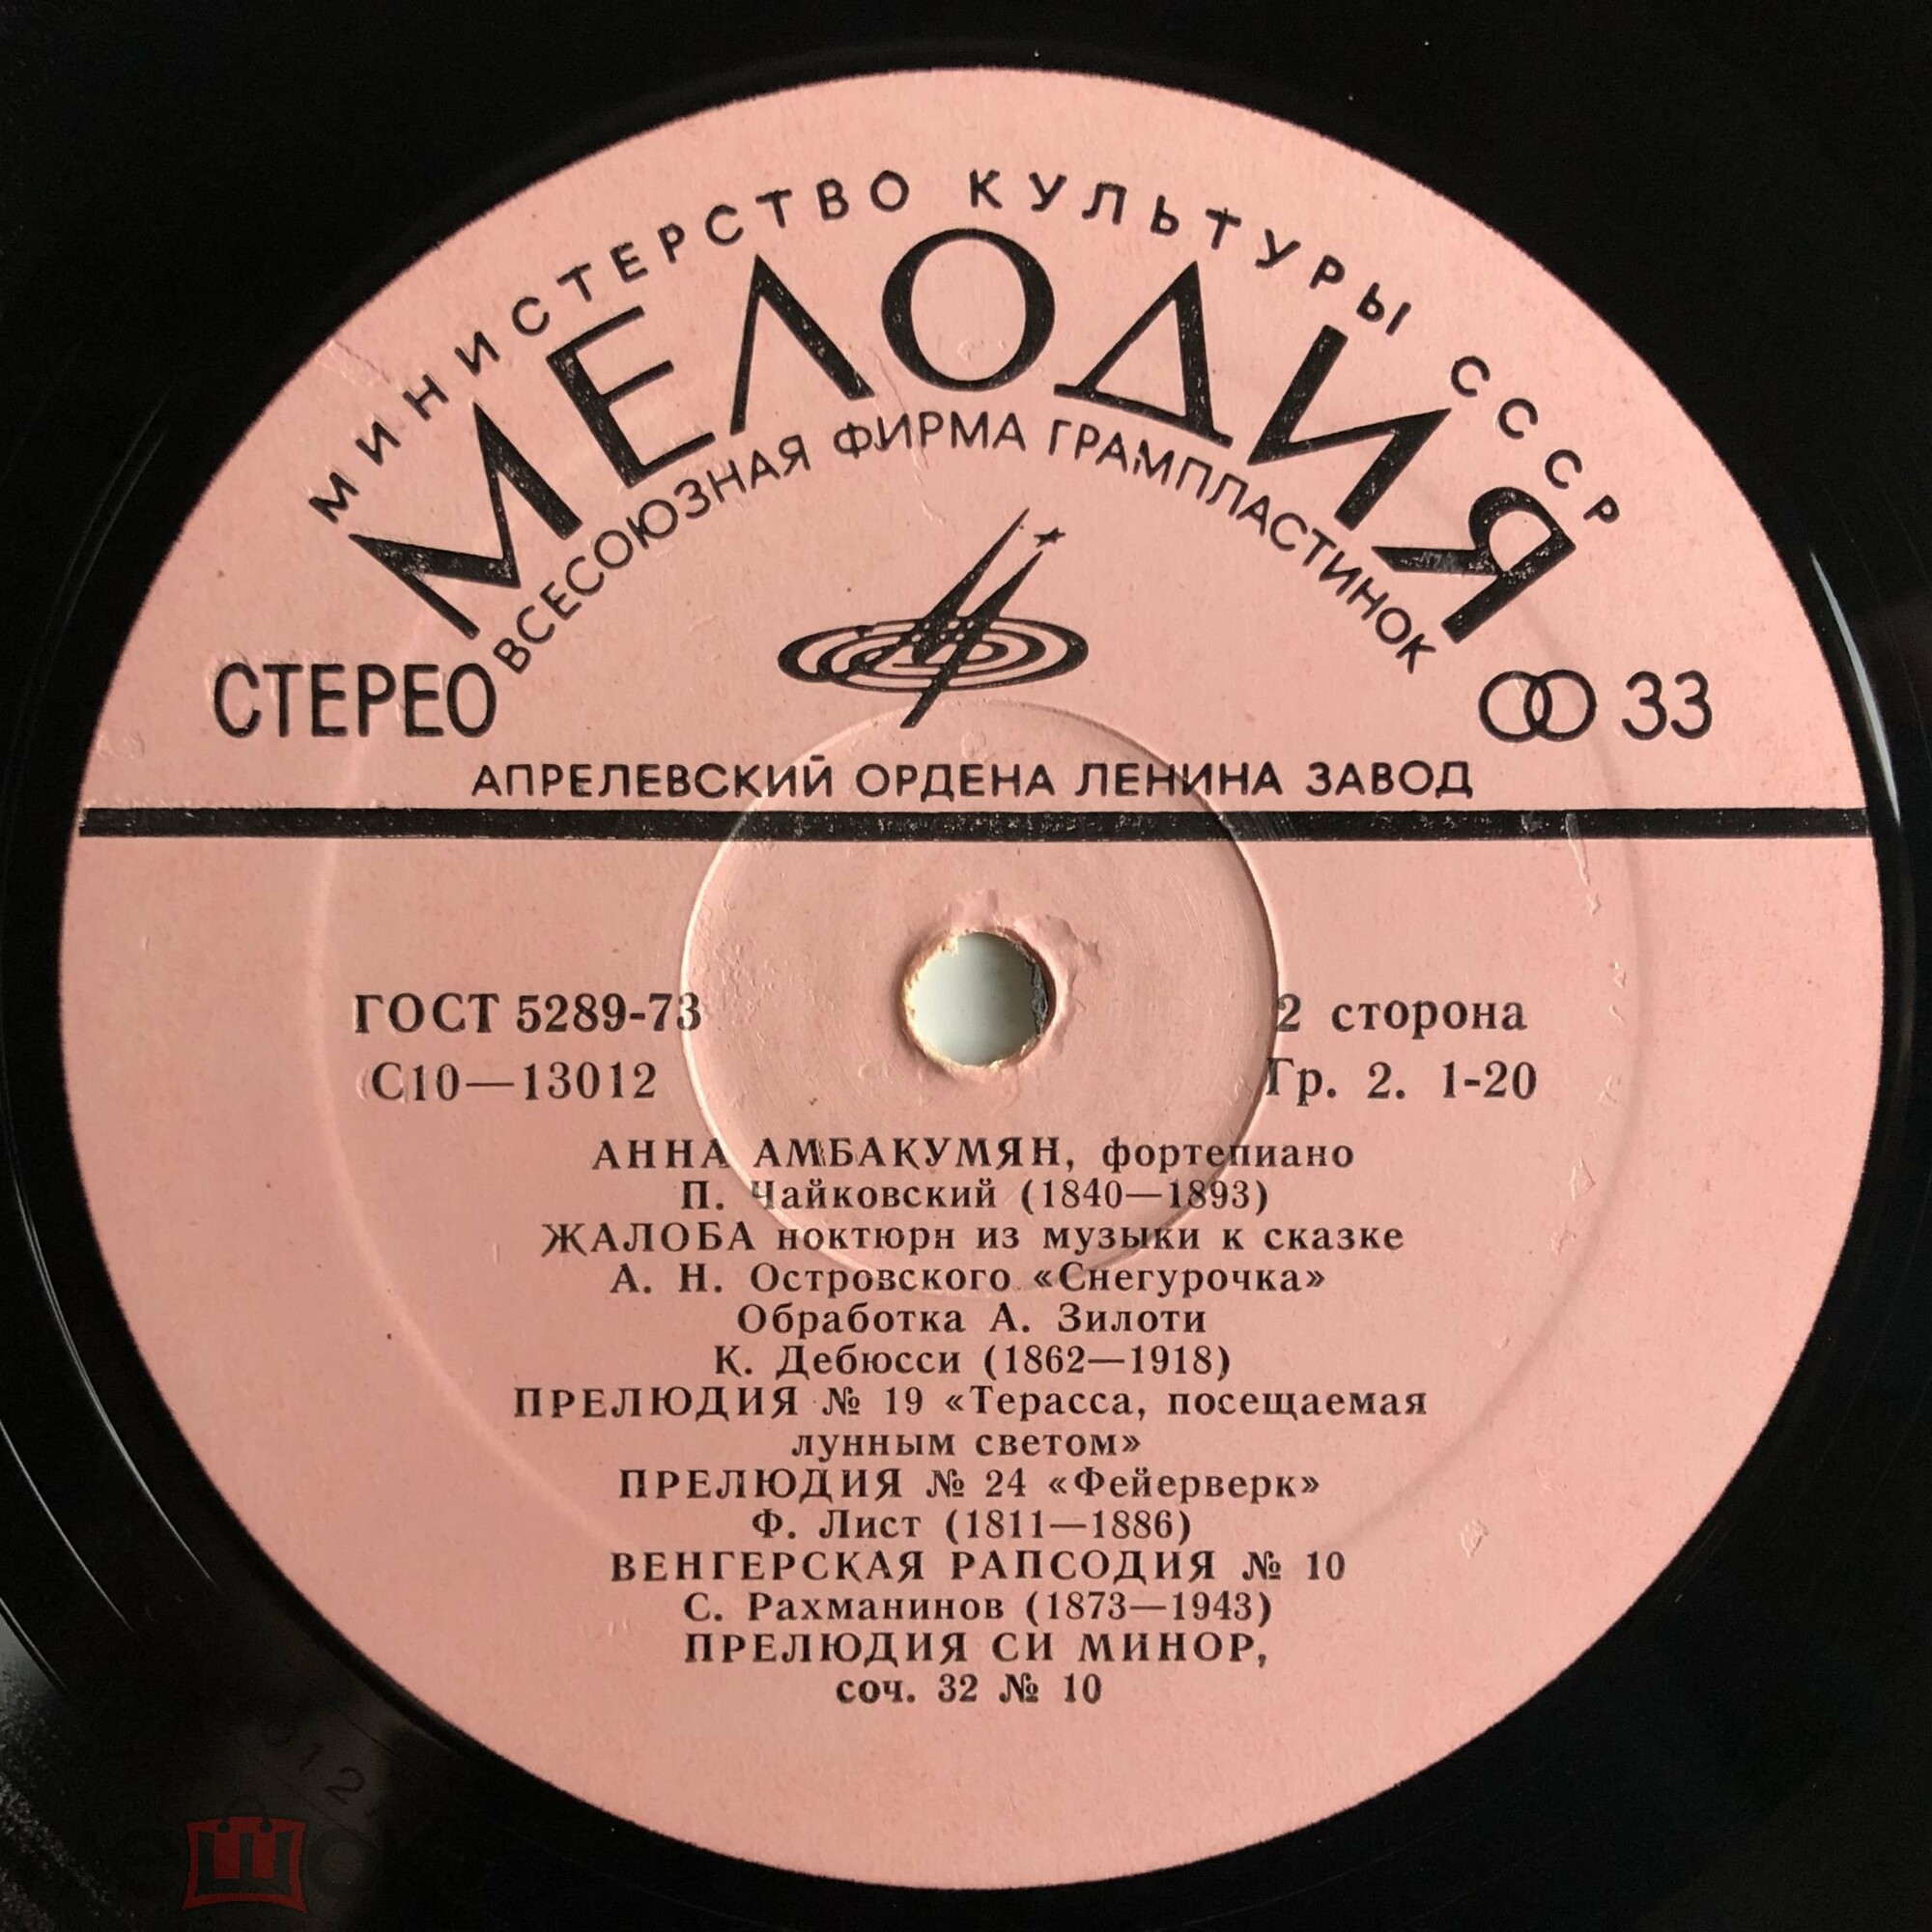 МИНИСТЕРСТВО КУЛЬТУРЫ СССР
МЕЛОДИЯ
ВСЕСОЮЗНАЯ ФИРМА ГРАМПЛАСТИНОК
СТЕРЕО
33
АПРЕЛЕВСКИЙ ОРДЕНА ЛЕНИНА ЗАВОД
ГОСТ 5289-73
2 сторона
С10—13012
Гр. 2. 1-20
АННА АМБАКУМЯН, фортепиано
П. Чайковский (1840—1893)
ЖАЛОБА ноктюрн из музыки к сказке
А. Н. Островского «Снегурочка»
Обработка А. Зилоти
К. Дебюсси (1862—1918)
ПРЕЛЮДИЯ № 19 «Терасса, посещаемая
лунным светом»
ПРЕЛЮДИЯ № 24 «Фейерверк»
Ф. Лист (1811—1886)
ВЕНГЕРСКАЯ РАПСОДИЯ № 10
С. Рахманинов (1873—1943)
ПРЕЛЮДИЯ СИ МИНОР,
соч. 32 № 10